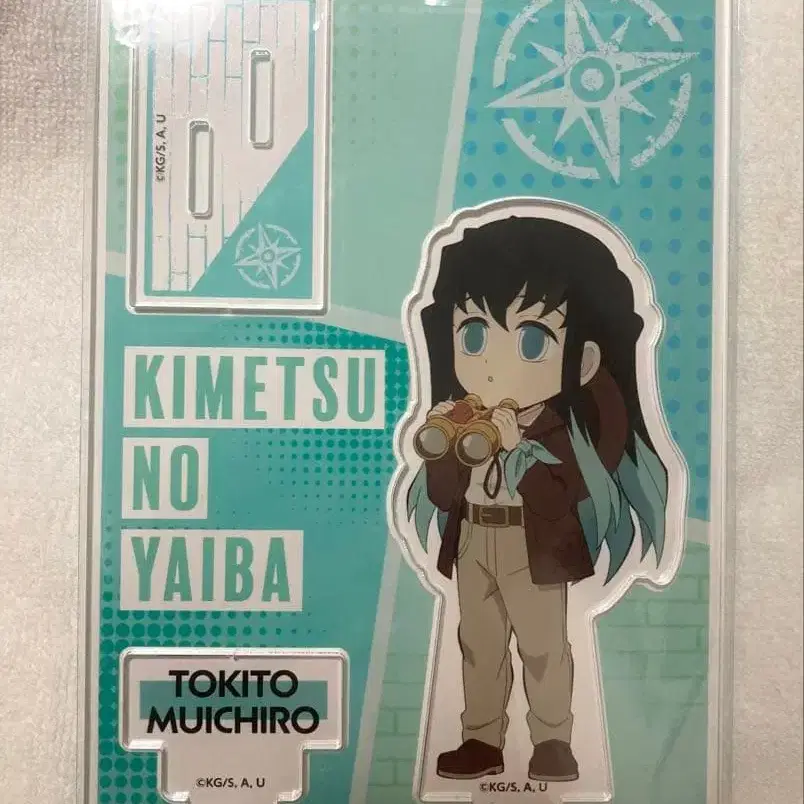 ©KG/S, A, U
KIMETSU
NO
YAIBA
TOKITO
MUICHIRO
©KG/S, A, U
©KG/S, A, U